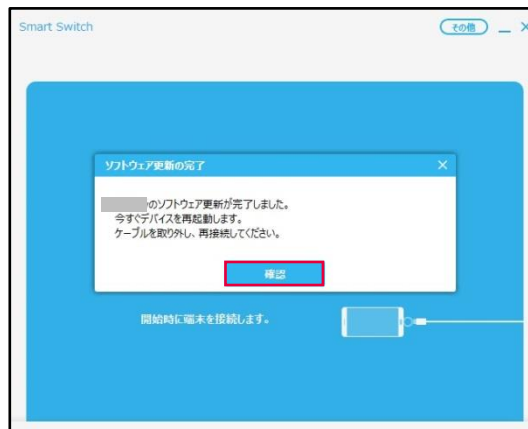 Smart Switch
その他
ソフトウェア更新の完了
のソフトウェア更新が完了しました。
今すぐデバイスを再起動します。
ケーブルを取り外し、再接続してください。
確認
開始時に端末を接続します。